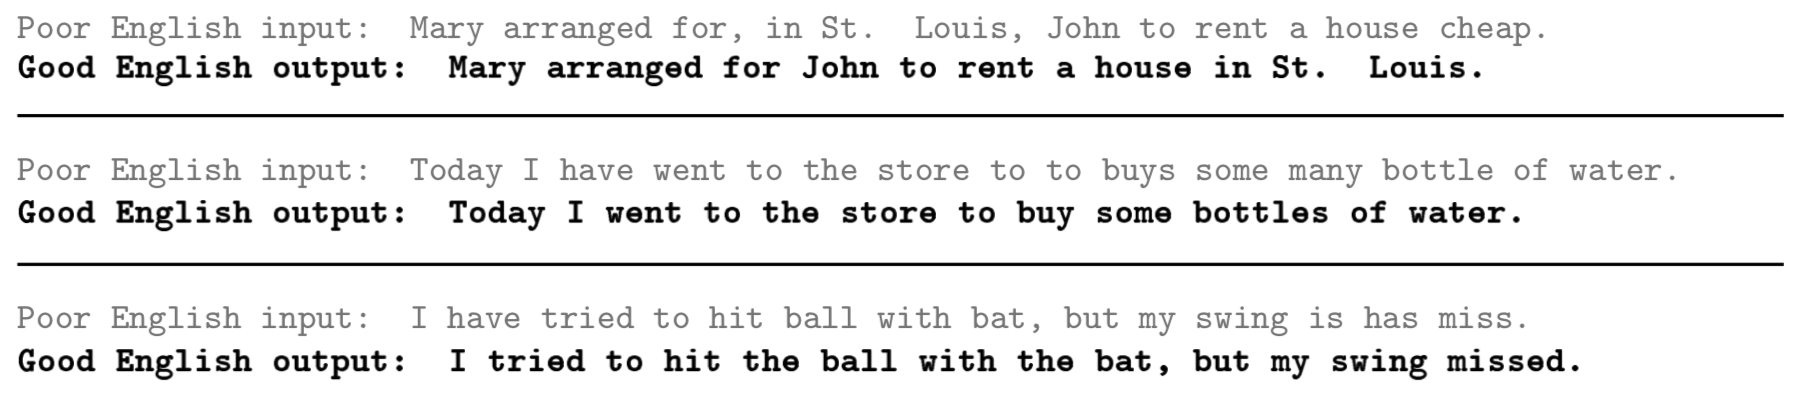 Poor English input: Mary arranged for, in St. Louis, John to rent a house cheap.
Good English output: Mary arranged for John to rent a house in St. Louis.
Poor English input: Today I have went to the store to to buys some many bottle of water.
Good English output: Today I went to the store to buy some bottles of water.
Poor English input: I have tried to hit ball with bat, but my swing is has miss.
Good English output: I tried to hit the ball with the bat, but my swing missed.